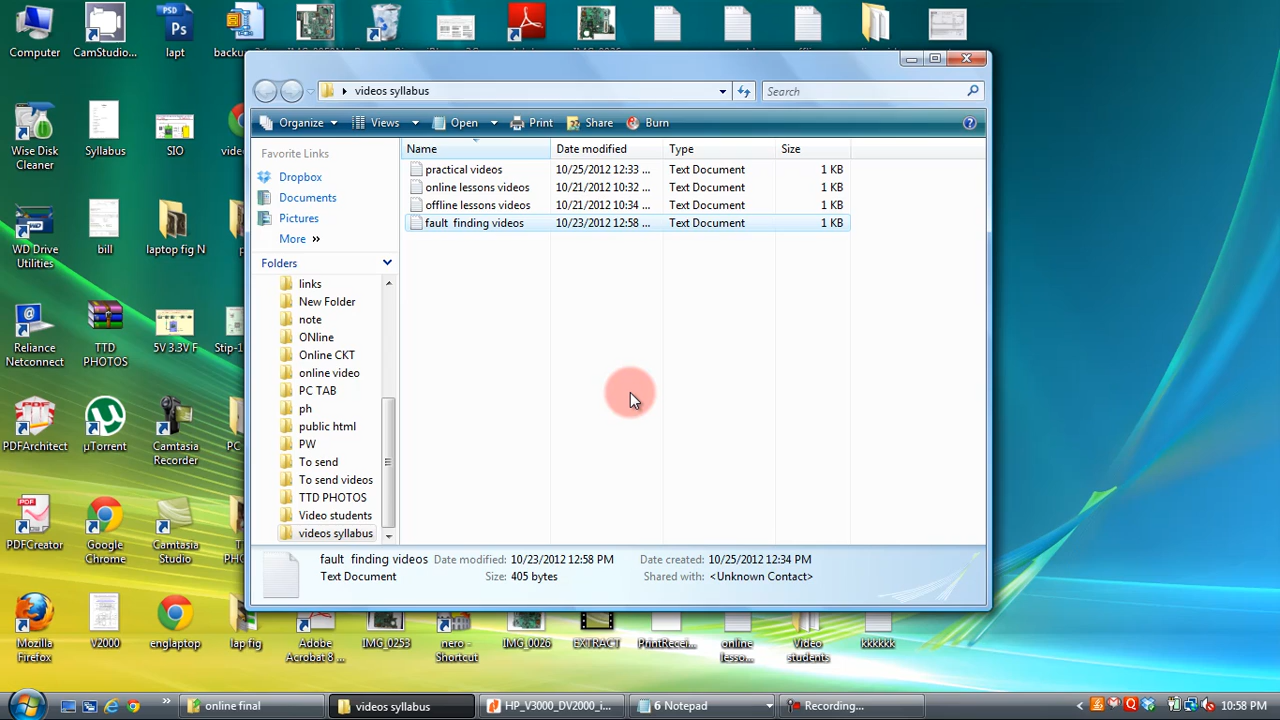 Computer
CamStudio...
lapt
backup
videos syllabus
Search
Organize
Views
Open
Print
Share
Burn
Favorite Links
Dropbox
Documents
Pictures
More »
Folders
links
New Folder
note
ONline
Online CKT
online video
PC TAB
ph
public html
PW
To send
To send videos
TTD PHOTOS
Video students
videos syllabus
Name Date modified Type Size
practical videos 10/25/2012 12:33 ... Text Document 1 KB
online lessons videos 10/21/2012 10:32 ... Text Document 1 KB
offline lessons videos 10/21/2012 10:34 ... Text Document 1 KB
fault finding videos 10/23/2012 12:58 ... Text Document 1 KB
fault finding videos Date modified: 10/23/2012 12:58 PM Date created: 10/25/2012 12:34 PM
Text Document Size: 405 bytes Shared with: <Unknown Contact>
Wise Disk
Cleaner
Syllabus
SIO
WD Drive
Utilities
bill
laptop fig N
Reliance
Netconnect
TTD
PHOTOS
5V 3.3V F
Stip-1
PDFArchitect
µTorrent
Camtasia
Recorder
PC
PDFCreator
Google
Chrome
Camtasia
Studio
Mozilla
Firefox
V2000
englaptop
lap fig
Adobe
Acrobat 8 ...
IMG_0253
nero -
Shortcut
IMG_0026
EXTRACT
PrintRecei...
online
lesso...
Video
students
kkkkkk
online final
videos syllabus
HP_V3000_DV2000_i...
6 Notepad
Recording...
10:58 PM